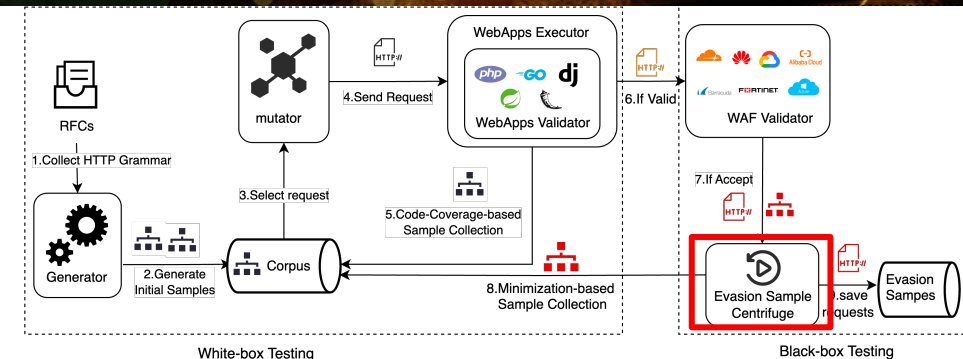 RFCs
1.Collect HTTP Grammar
Generator
2.Generate
Initial Samples
Corpus
3.Select request
mutator
HTTP://
4.Send Request
WebApps Executor
php
GO
dj
WebApps Validator
5.Code-Coverage-based
Sample Collection
HTTP://
6.If Valid
Alibaba Cloud
Barracuda
FORTINET
Azure
WAF Validator
7.If Accept
HTTP://
8.Minimization-based
Sample Collection
Evasion Sample
Centrifuge
HTTP://
9.save
requests
Evasion
Sampes
White-box Testing
Black-box Testing